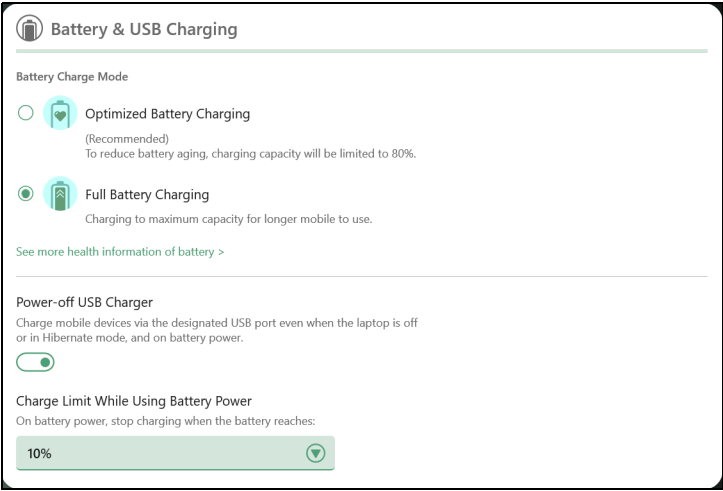 Battery & USB Charging
Battery Charge Mode
Optimized Battery Charging
(Recommended)
To reduce battery aging, charging capacity will be limited to 80%.
Full Battery Charging
Charging to maximum capacity for longer mobile to use.
See more health information of battery >
Power-off USB Charger
Charge mobile devices via the designated USB port even when the laptop is off
or in Hibernate mode, and on battery power.
Charge Limit While Using Battery Power
On battery power, stop charging when the battery reaches:
10%